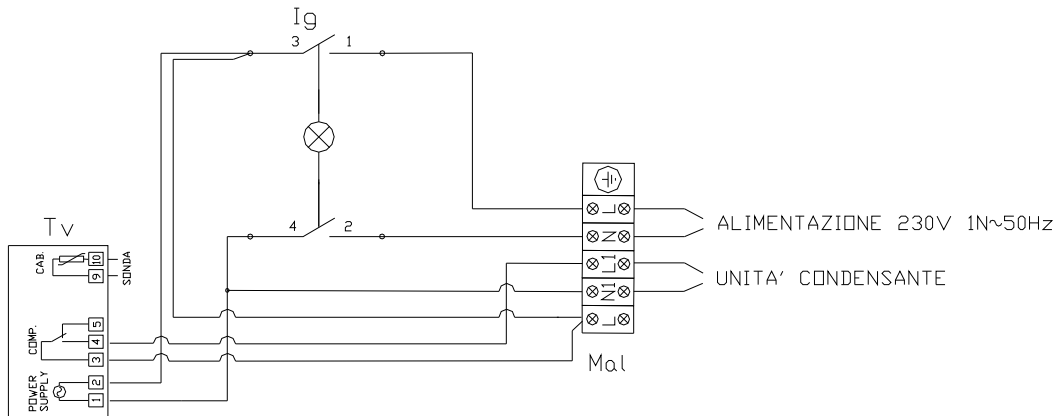 Ig
3
1
4
2
Tv
CAB.
10
9
SONDA
COMP.
5
4
3
POWER
SUPPLY
2
1
L
N
L1
N1
L
Mal
ALIMENTAZIONE 230V 1N~50Hz
UNITA' CONDENSANTE